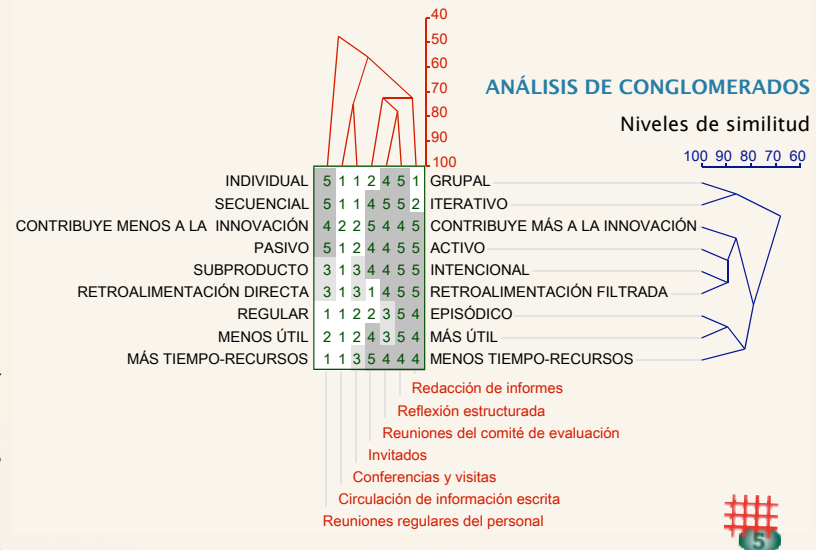 40
50
60
70
80
90
100
ANÁLISIS DE CONGLOMERADOS
Niveles de similitud
100 90 80 70 60
INDIVIDUAL 5 1 1 2 4 5 1 GRUPAL
SECUENCIAL 5 1 1 4 5 5 2 ITERATIVO
CONTRIBUYE MENOS A LA INNOVACIÓN 4 2 2 5 4 4 5 CONTRIBUYE MÁS A LA INNOVACIÓN
PASIVO 5 1 2 4 4 5 5 ACTIVO
SUBPRODUCTO 3 1 3 4 4 5 5 INTENCIONAL
RETROALIMENTACIÓN DIRECTA 3 1 3 1 4 5 5 RETROALIMENTACIÓN FILTRADA
REGULAR 1 1 2 2 3 5 4 EPISÓDICO
MENOS ÚTIL 2 1 2 4 3 5 4 MÁS ÚTIL
MÁS TIEMPO-RECURSOS 1 1 3 5 4 4 4 MENOS TIEMPO-RECURSOS
Redacción de informes
Reflexión estructurada
Reuniones del comité de evaluación
Invitados
Conferencias y visitas
Circulación de información escrita
Reuniones regulares del personal
5